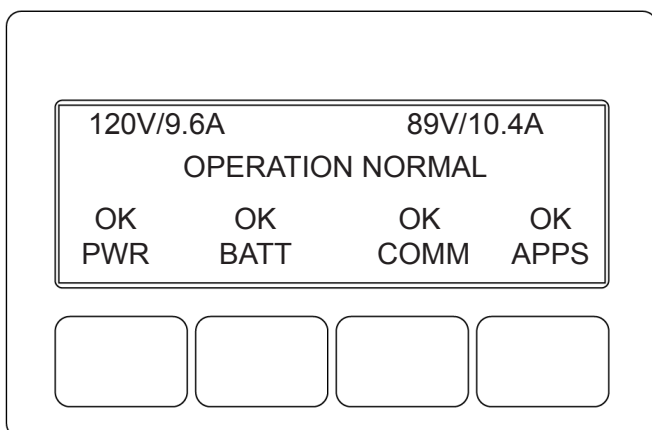 120V/9.6A 89V/10.4A
OPERATION NORMAL
OK OK OK OK
PWR BATT COMM APPS